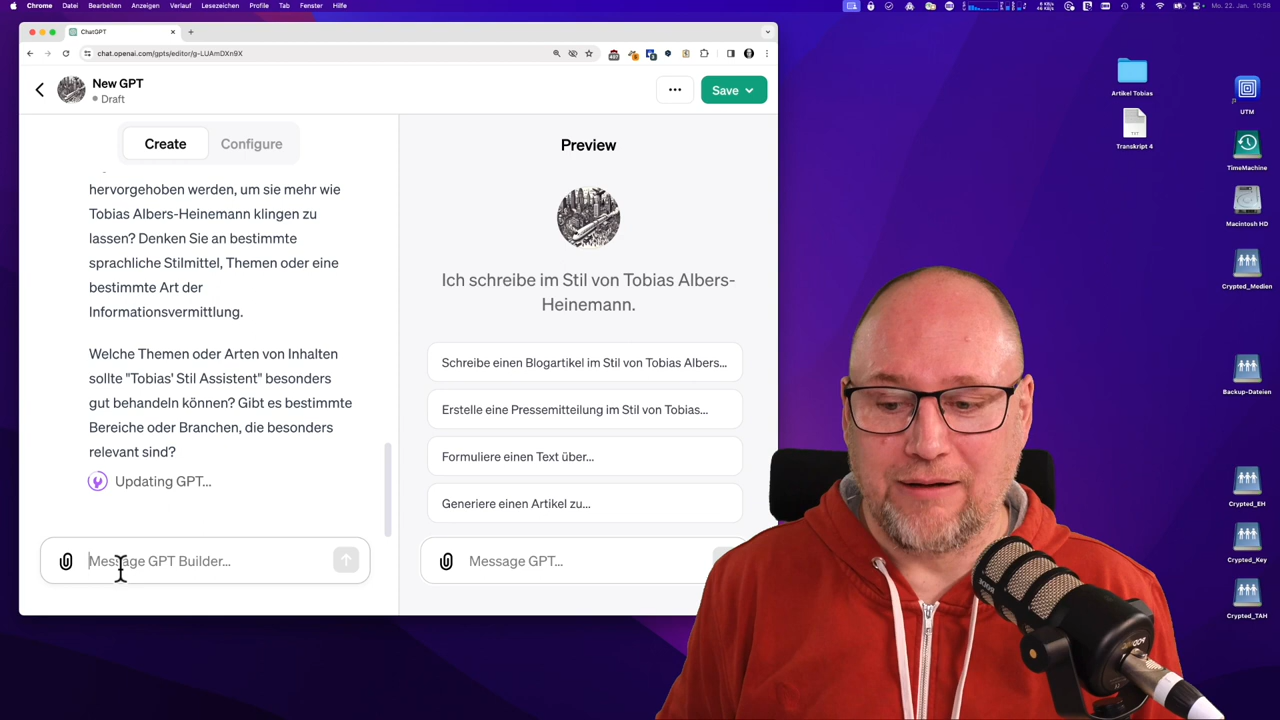 Chrome Datei Bearbeiten Anzeigen Verlauf Lesezeichen Profile Tab Fenster Hilfe
Mo. 22. Jan. 10:58
ChatGPT
chat.openai.com/gpts/editor/g-LUAmDXn9X
New GPT
Draft
Save
Create Configure
Preview
hervorgehoben werden, um sie mehr wie
Tobias Albers-Heinemann klingen zu
lassen? Denken Sie an bestimmte
sprachliche Stilmittel, Themen oder eine
bestimmte Art der
Informationsvermittlung.
Welche Themen oder Arten von Inhalten
sollte "Tobias' Stil Assistent" besonders
gut behandeln können? Gibt es bestimmte
Bereiche oder Branchen, die besonders
relevant sind?
Updating GPT...
Message GPT Builder...
Ich schreibe im Stil von Tobias Albers-
Heinemann.
Schreibe einen Blogartikel im Stil von Tobias Albers...
Erstelle eine Pressemitteilung im Stil von Tobias...
Formuliere einen Text über...
Generiere einen Artikel zu...
Message GPT...
Artikel Tobias
TXT
Transkript 4
UTM
TimeMachine
Macintosh HD
Crypted_Medien
Backup-Dateien
Crypted_EH
Crypted_Key
Crypted_TAH